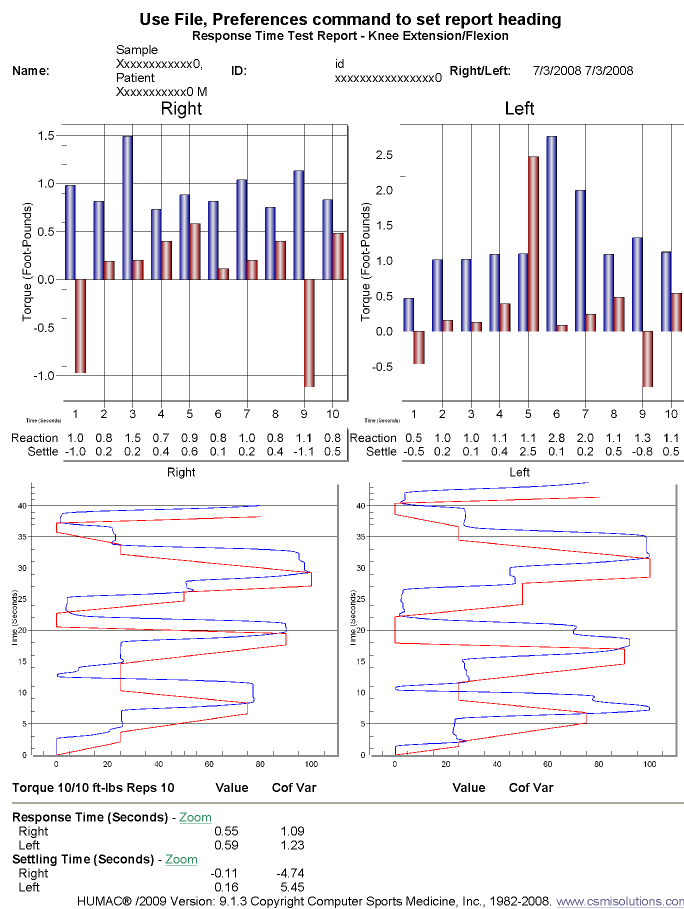 Use File, Preferences command to set report heading
Response Time Test Report - Knee Extension/Flexion
Name: Sample Xxxxxxxxxxxx0, Patient Xxxxxxxxxxx0 M ID: id xxxxxxxxxxxxxxxx0 Right/Left: 7/3/2008 7/3/2008
Right Left
Torque (Foot-Pounds)
1.5
1.0
0.5
0.0
-0.5
-1.0
Torque (Foot-Pounds)
2.5
2.0
1.5
1.0
0.5
0.0
-0.5
1 2 3 4 5 6 7 8 9 10 1 2 3 4 5 6 7 8 9 10
Time (Seconds) Time (Seconds)
Reaction 1.0 0.8 1.5 0.7 0.9 0.8 1.0 0.8 1.1 0.8 Reaction 0.5 1.0 1.0 1.1 1.1 2.8 2.0 1.1 1.3 1.1
Settle -1.0 0.2 0.2 0.4 0.6 0.1 0.2 0.4 -1.1 0.5 Settle -0.5 0.2 0.1 0.4 2.5 0.1 0.2 0.5 -0.8 0.5
Right Left
Time (Seconds)
40
35
30
25
20
15
10
5
0
Time (Seconds)
40
35
30
25
20
15
10
5
0
0 20 40 60 80 100 0 20 40 60 80 100
Torque 10/10 ft-lbs Reps 10 Value Cof Var Value Cof Var
Response Time (Seconds) - Zoom
Right 0.55 1.09
Left 0.59 1.23
Settling Time (Seconds) - Zoom
Right -0.11 -4.74
Left 0.16 5.45
HUMAC® /2009 Version: 9.1.3 Copyright Computer Sports Medicine, Inc., 1982-2008. www.csmisolutions.com